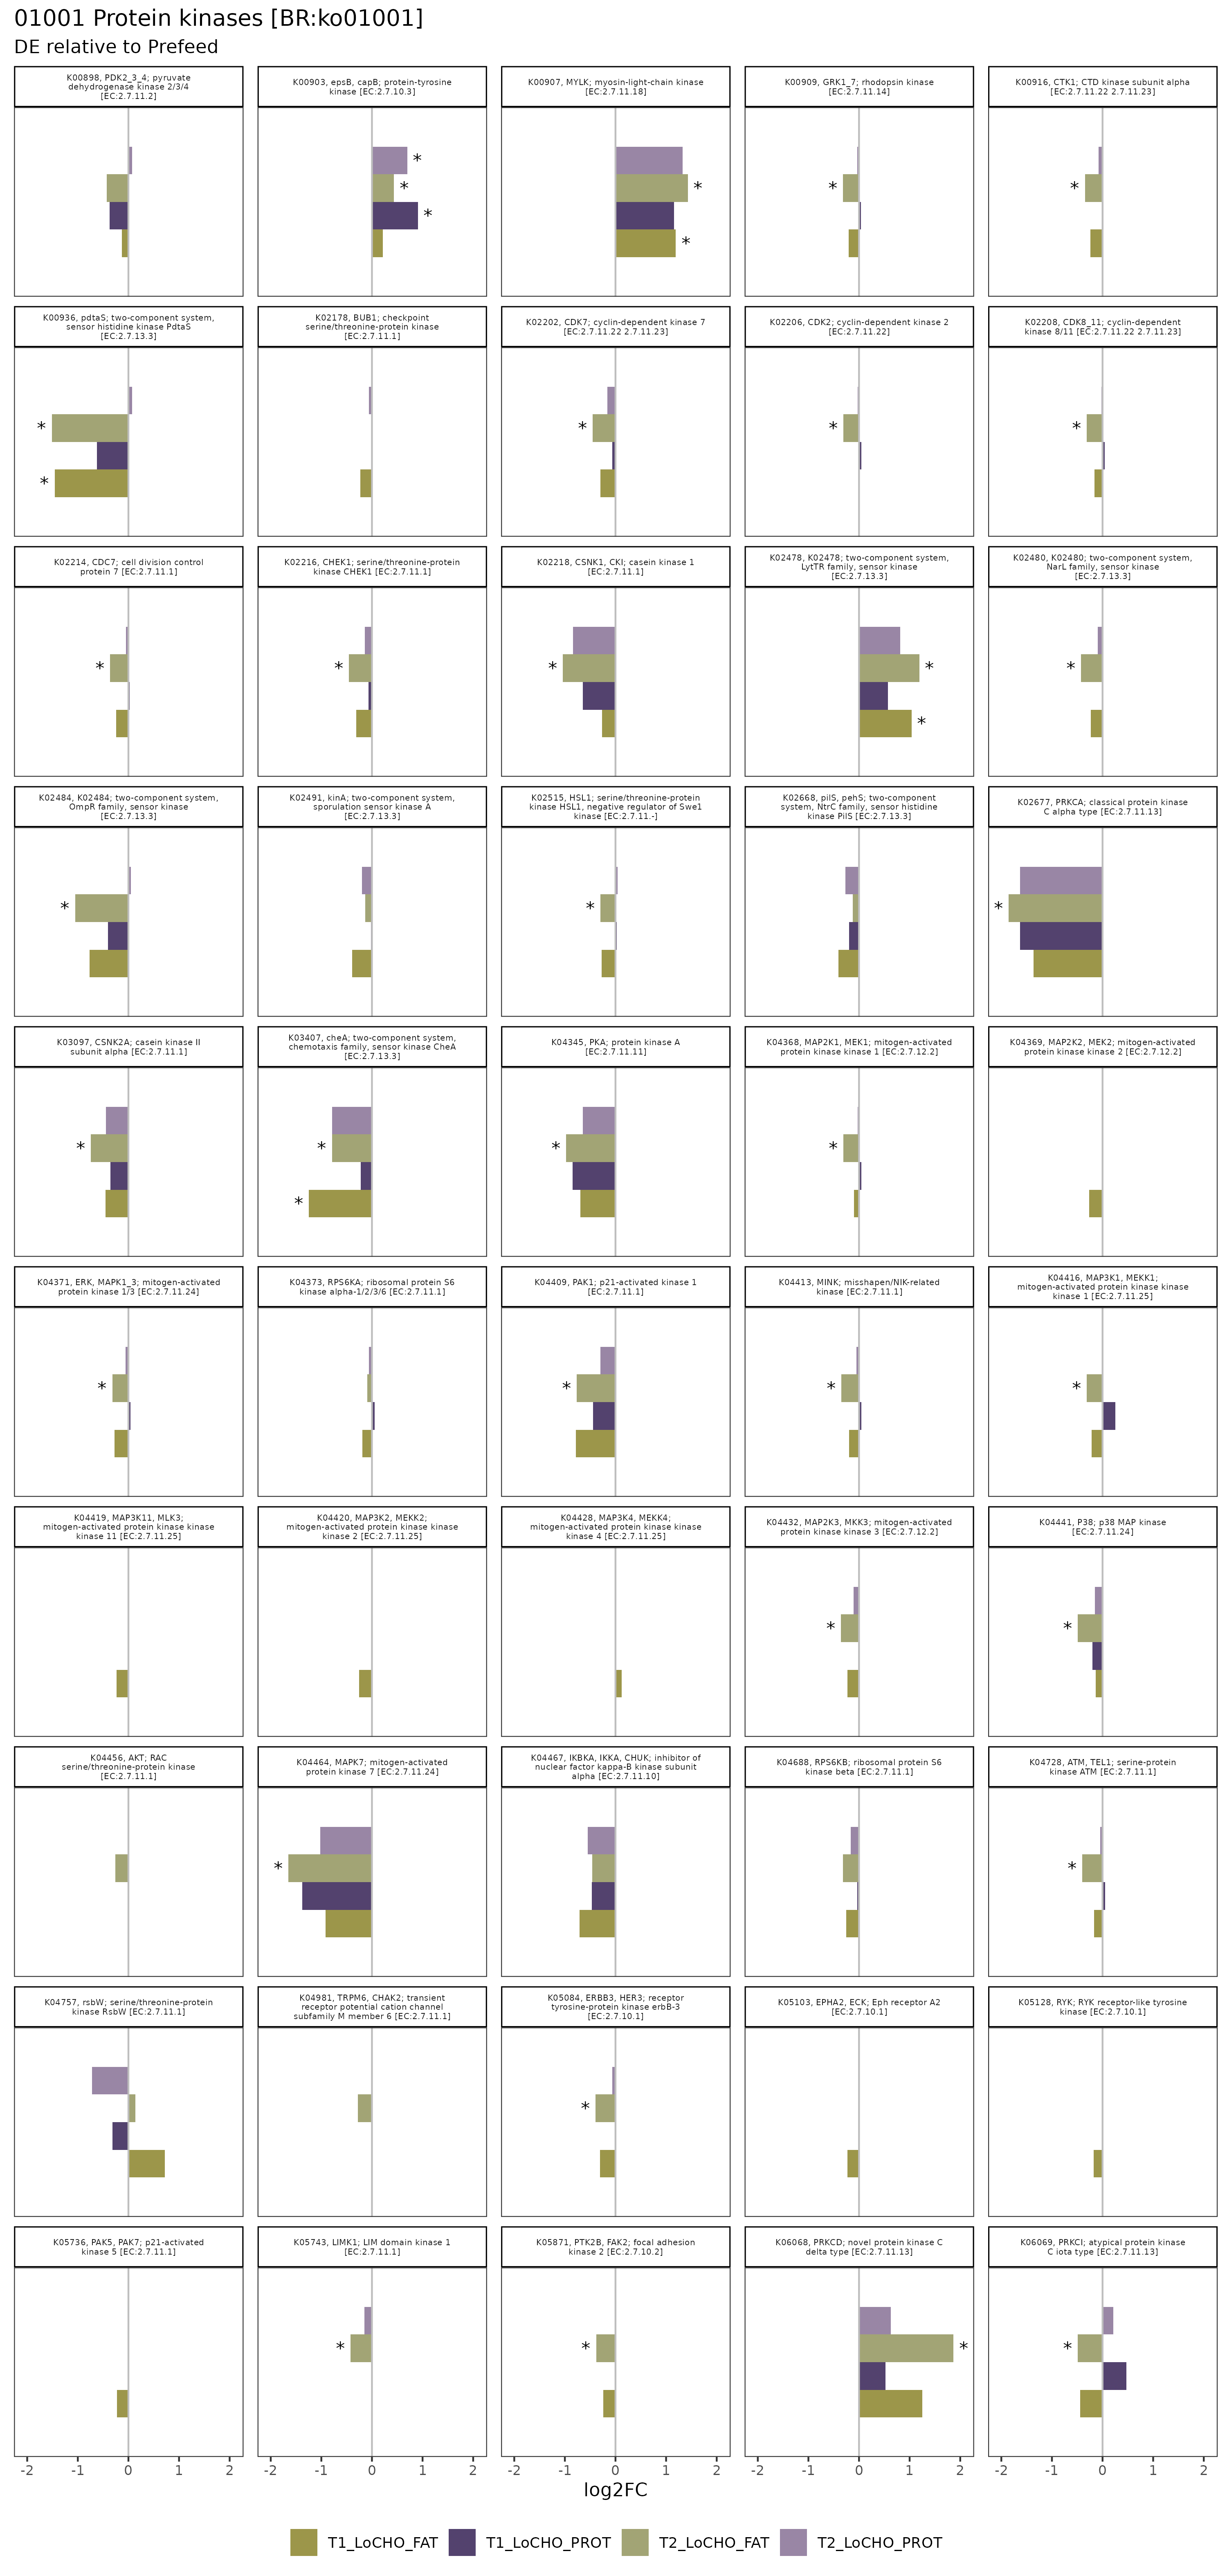 01001 Protein kinases [BR:ko01001]
DE relative to Prefeed
K00898, PDK2_3_4; pyruvate
dehydrogenase kinase 2/3/4
[EC:2.7.11.2]
K00903, epsB, capB; protein-tyrosine
kinase [EC:2.7.10.3]
K00907, MYLK; myosin-light-chain kinase
[EC:2.7.11.18]
K00909, GRK1_7; rhodopsin kinase
[EC:2.7.11.14]
K00916, CTK1; CTD kinase subunit alpha
[EC:2.7.11.22 2.7.11.23]
*
*
*
*
*
*
*
K00936, pdtaS; two-component system,
sensor histidine kinase PdtaS
[EC:2.7.13.3]
K02178, BUB1; checkpoint
serine/threonine-protein kinase
[EC:2.7.11.1]
K02202, CDK7; cyclin-dependent kinase 7
[EC:2.7.11.22 2.7.11.23]
K02206, CDK2; cyclin-dependent kinase 2
[EC:2.7.11.22]
K02208, CDK8_11; cyclin-dependent
kinase 8/11 [EC:2.7.11.22 2.7.11.23]
*
*
*
*
*
K02214, CDC7; cell division control
protein 7 [EC:2.7.11.1]
K02216, CHEK1; serine/threonine-protein
kinase CHEK1 [EC:2.7.11.1]
K02218, CSNK1, CKI; casein kinase 1
[EC:2.7.11.1]
K02478, K02478; two-component system,
LytTR family, sensor kinase
[EC:2.7.13.3]
K02480, K02480; two-component system,
NarL family, sensor kinase
[EC:2.7.13.3]
*
*
*
*
*
*
K02484, K02484; two-component system,
OmpR family, sensor kinase
[EC:2.7.13.3]
K02491, kinA; two-component system,
sporulation sensor kinase A
[EC:2.7.13.3]
K02515, HSL1; serine/threonine-protein
kinase HSL1, negative regulator of Swe1
kinase [EC:2.7.11.-]
K02668, pilS, pehS; two-component
system, NtrC family, sensor histidine
kinase PilS [EC:2.7.13.3]
K02677, PRKCA; classical protein kinase
C alpha type [EC:2.7.11.13]
*
*
*
K03097, CSNK2A; casein kinase II
subunit alpha [EC:2.7.11.1]
K03407, cheA; two-component system,
chemotaxis family, sensor kinase CheA
[EC:2.7.13.3]
K04345, PKA; protein kinase A
[EC:2.7.11.11]
K04368, MAP2K1, MEK1; mitogen-activated
protein kinase kinase 1 [EC:2.7.12.2]
K04369, MAP2K2, MEK2; mitogen-activated
protein kinase kinase 2 [EC:2.7.12.2]
*
*
*
*
*
K04371, ERK, MAPK1_3; mitogen-activated
protein kinase 1/3 [EC:2.7.11.24]
K04373, RPS6KA; ribosomal protein S6
kinase alpha-1/2/3/6 [EC:2.7.11.1]
K04409, PAK1; p21-activated kinase 1
[EC:2.7.11.1]
K04413, MINK; misshapen/NIK-related
kinase [EC:2.7.11.1]
K04416, MAP3K1, MEKK1;
mitogen-activated protein kinase kinase
kinase 1 [EC:2.7.11.25]
*
*
*
*
K04419, MAP3K11, MLK3;
mitogen-activated protein kinase kinase
kinase 11 [EC:2.7.11.25]
K04420, MAP3K2, MEKK2;
mitogen-activated protein kinase kinase
kinase 2 [EC:2.7.11.25]
K04428, MAP3K4, MEKK4;
mitogen-activated protein kinase kinase
kinase 4 [EC:2.7.11.25]
K04432, MAP2K3, MKK3; mitogen-activated
protein kinase kinase 3 [EC:2.7.12.2]
K04441, P38; p38 MAP kinase
[EC:2.7.11.24]
*
*
K04456, AKT; RAC
serine/threonine-protein kinase
[EC:2.7.11.1]
K04464, MAPK7; mitogen-activated
protein kinase 7 [EC:2.7.11.24]
K04467, IKBKA, IKKA, CHUK; inhibitor of
nuclear factor kappa-B kinase subunit
alpha [EC:2.7.11.10]
K04688, RPS6KB; ribosomal protein S6
kinase beta [EC:2.7.11.1]
K04728, ATM, TEL1; serine-protein
kinase ATM [EC:2.7.11.1]
*
*
K04757, rsbW; serine/threonine-protein
kinase RsbW [EC:2.7.11.1]
K04981, TRPM6, CHAK2; transient
receptor potential cation channel
subfamily M member 6 [EC:2.7.11.1]
K05084, ERBB3, HER3; receptor
tyrosine-protein kinase erbB-3
[EC:2.7.10.1]
K05103, EPHA2, ECK; Eph receptor A2
[EC:2.7.10.1]
K05128, RYK; RYK receptor-like tyrosine
kinase [EC:2.7.10.1]
*
K05736, PAK5, PAK7; p21-activated
kinase 5 [EC:2.7.11.1]
K05743, LIMK1; LIM domain kinase 1
[EC:2.7.11.1]
K05871, PTK2B, FAK2; focal adhesion
kinase 2 [EC:2.7.10.2]
K06068, PRKCD; novel protein kinase C
delta type [EC:2.7.11.13]
K06069, PRKCI; atypical protein kinase
C iota type [EC:2.7.11.13]
*
*
*
*
-2 -1 0 1 2
-2 -1 0 1 2
-2 -1 0 1 2
-2 -1 0 1 2
-2 -1 0 1 2
log2FC
T1_LoCHO_FAT T1_LoCHO_PROT T2_LoCHO_FAT T2_LoCHO_PROT